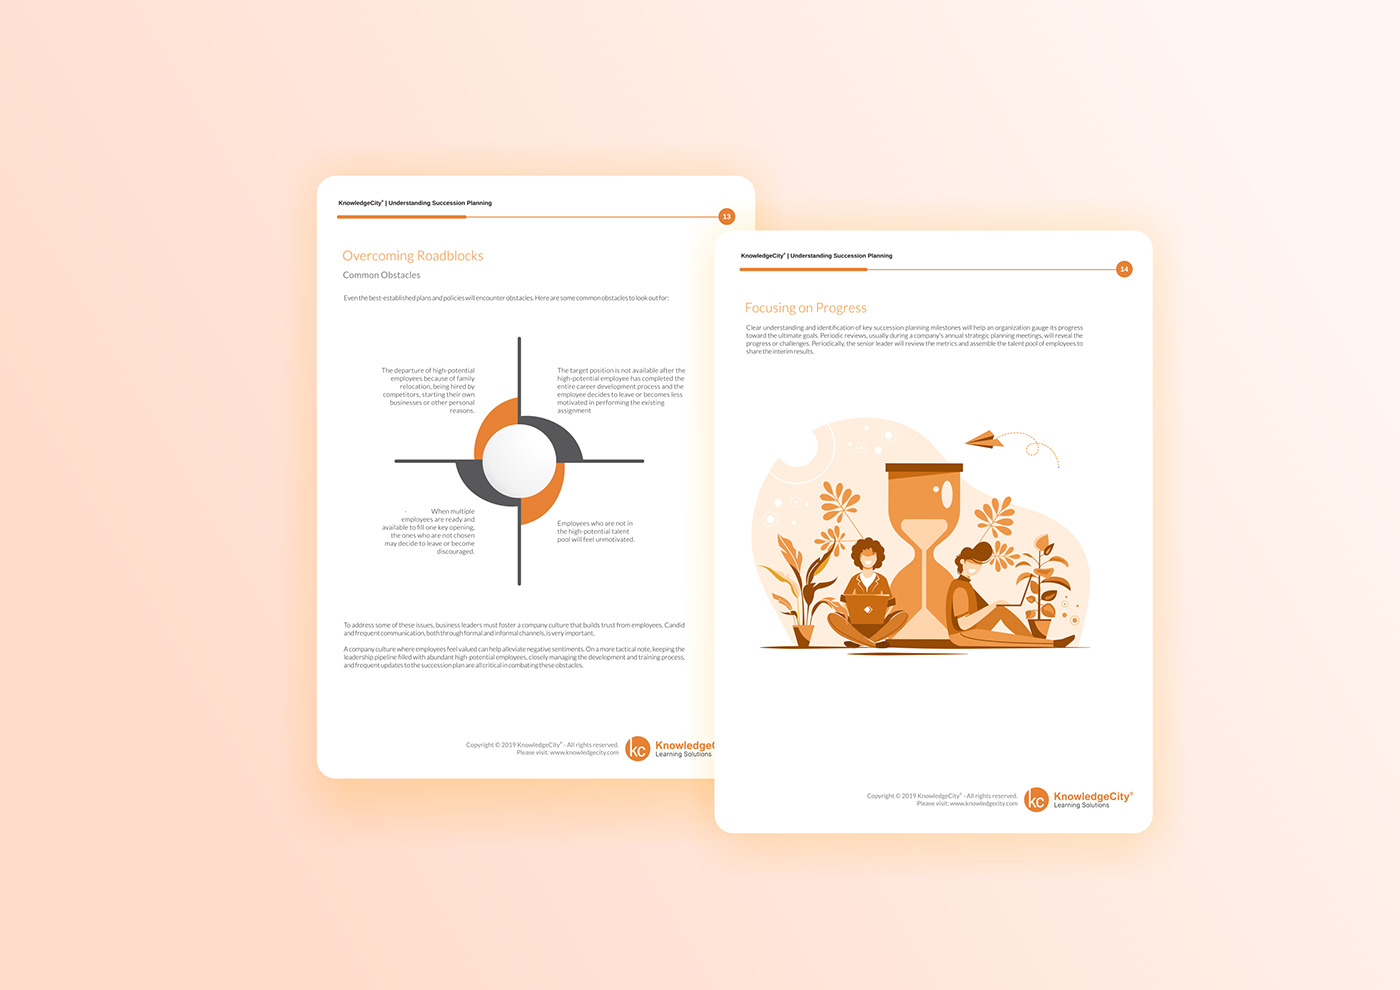 KnowledgeCity® | Understanding Succession Planning
13
Overcoming Roadblocks
Common Obstacles
Even the best-established plans and policies will encounter obstacles. Here are some common obstacles to look out for:
The departure of high-potential
employees because of family
relocation, being hired by
competitors, starting their own
businesses or other personal
reasons.
The target position is not available after the
high-potential employee has completed the
entire career development process and the
employee decides to leave or becomes less
motivated in performing the existing
assignment
- When multiple
employees are ready and
available to fill one key opening,
the ones who are not chosen
may decide to leave or become
discouraged.
Employees who are not in
the high-potential talent
pool will feel unmotivated.
To address some of these issues, business leaders must foster a company culture that builds trust from employees. Candid
and frequent communication, both through formal and informal channels, is very important.
A company culture where employees feel valued can help alleviate negative sentiments. On a more tactical note, keeping the
leadership pipeline filled with abundant high-potential employees, closely managing the development and training process,
and frequent updates to the succession plan are all critical in combating these obstacles.
Copyright © 2019 KnowledgeCity® - All rights reserved.
Please visit: www.knowledgecity.com
kc
Knowledge
Learning Solutions
KnowledgeCity® | Understanding Succession Planning
14
Focusing on Progress
Clear understanding and identification of key succession planning milestones will help an organization gauge its progress
toward the ultimate goals. Periodic reviews, usually during a company's annual strategic planning meetings, will reveal the
progress or challenges. Periodically, the senior leader will review the metrics and assemble the talent pool of employees to
share the interim results.
Copyright © 2019 KnowledgeCity® - All rights reserved.
Please visit: www.knowledgecity.com
kc
KnowledgeCity®
Learning Solutions